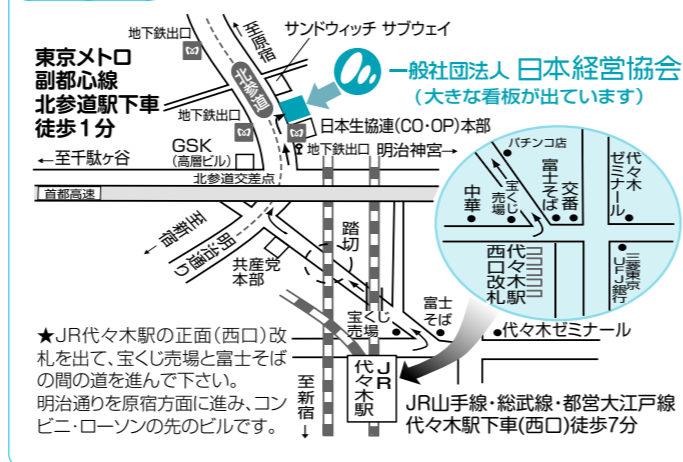 至原宿
地下鉄出口
サンドウィッチ サブウェイ
東京メトロ
副都心線
北参道駅下車
徒歩1分
北参道
一般社団法人 日本経営協会
(大きな看板が出ています)
地下鉄出口
日本生協連(CO・OP)本部
地下鉄出口
明治神宮→
GSK
(高層ビル)
←至千駄ヶ谷
北参道交差点
首都高速
至新宿
明治通り
共産党
本部
踏切
パチンコ店
中華
宝くじ
売場
富士そば
交番
代々木
ゼミナール
代々木駅
西口改札
三菱東京
UFJ銀行
宝くじ
売場
富士
そば
代々木ゼミナール
JR
代々木駅
至新宿
↓
★JR代々木駅の正面(西口)改
札を出て、宝くじ売場と富士そば
の間の道を進んで下さい。
明治通りを原宿方面に進み、コン
ビニ・ローソンの先のビルです。
JR山手線・総武線・都営大江戸線
代々木駅下車(西口)徒歩7分